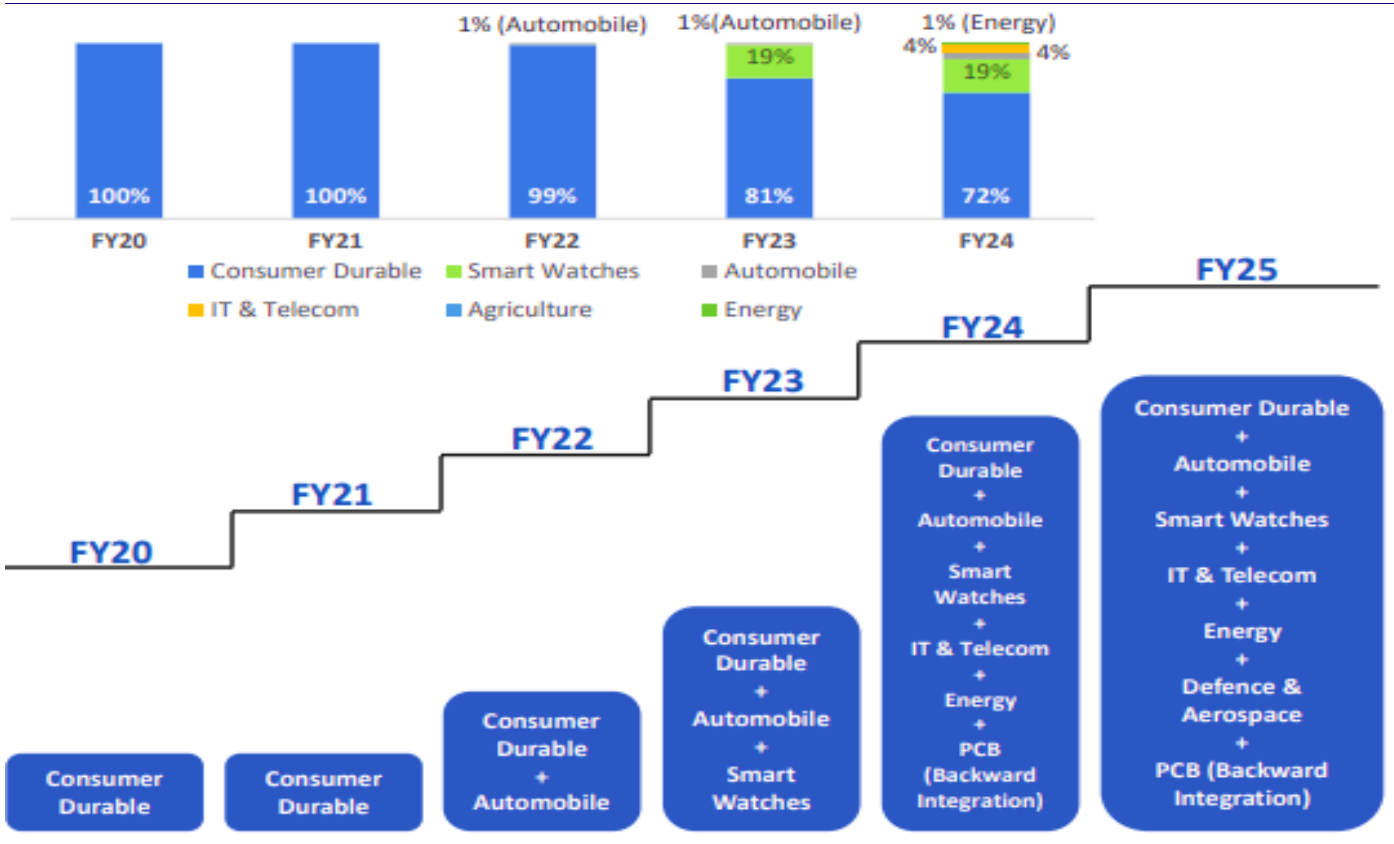 1% (Automobile)
1%(Automobile)
1% (Energy)
4%
4%
19%
19%
100%
100%
99%
81%
72%
FY20
FY21
FY22
FY23
FY24
Consumer Durable
Smart Watches
Automobile
IT & Telecom
Agriculture
Energy
FY20
FY21
FY22
FY23
FY24
FY25
Consumer
Durable
Consumer
Durable
Consumer
Durable
+
Automobile
Consumer
Durable
+
Automobile
+
Smart
Watches
Consumer
Durable
+
Automobile
+
Smart
Watches
+
IT & Telecom
+
Energy
+
PCB
(Backward
Integration)
Consumer Durable
+
Automobile
+
Smart Watches
+
IT & Telecom
+
Energy
+
Defence &
Aerospace
+
PCB (Backward
Integration)